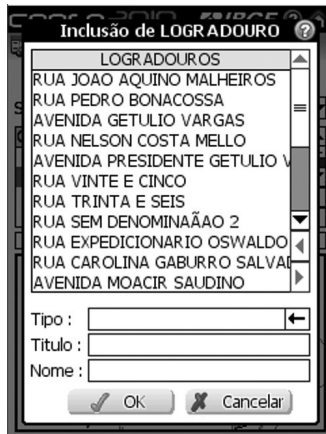 Inclusão de LOGRADOURO ?
LOGRADOUROS
RUA JOAO AQUINO MALHEIROS
RUA PEDRO BONACOSSA
AVENIDA GETULIO VARGAS
RUA NELSON COSTA MELLO
AVENIDA PRESIDENTE GETULIO V
RUA VINTE E CINCO
RUA TRINTA E SEIS
RUA SEM DENOMINAÃÃO 2
RUA EXPEDICIONARIO OSWALDO
RUA CAROLINA GABURRO SALVAD
AVENIDA MOACIR SAUDINO
Tipo :
Titulo :
Nome :
OK Cancelar